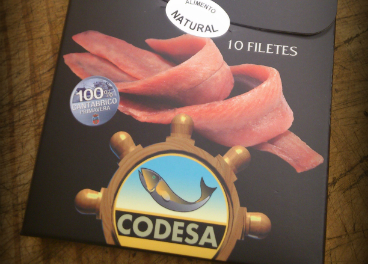 ALIMENTO
NATURAL
10 FILETES
100%
CANTÁBRICO
PRIMAVERA
CODESA